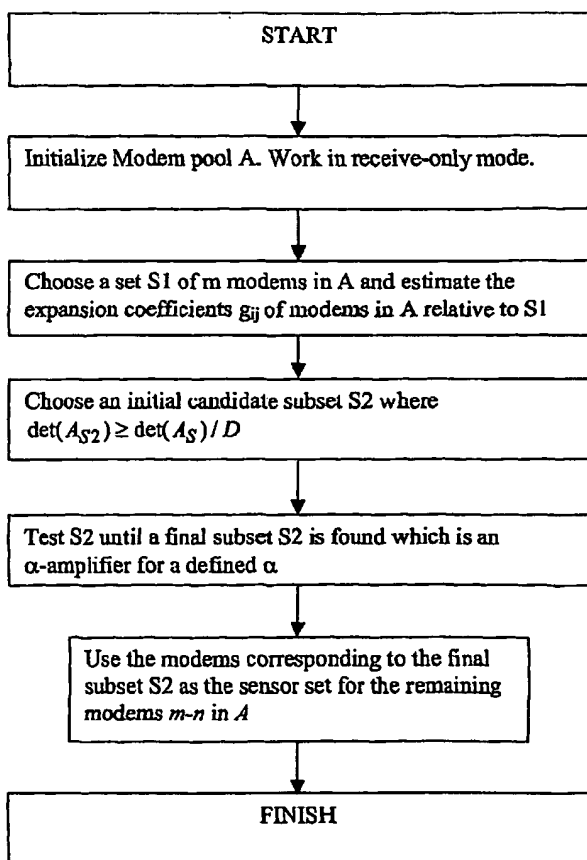 START
Initialize Modem pool A. Work in receive-only mode.
Choose a set S1 of m modems in A and estimate the
expansion coefficients gij of modems in A relative to S1
Choose an initial candidate subset S2 where
det(A_S2) ≥ det(A_S) / D
Test S2 until a final subset S2 is found which is an
α-amplifier for a defined α
Use the modems corresponding to the final
subset S2 as the sensor set for the remaining
modems m-n in A
FINISH